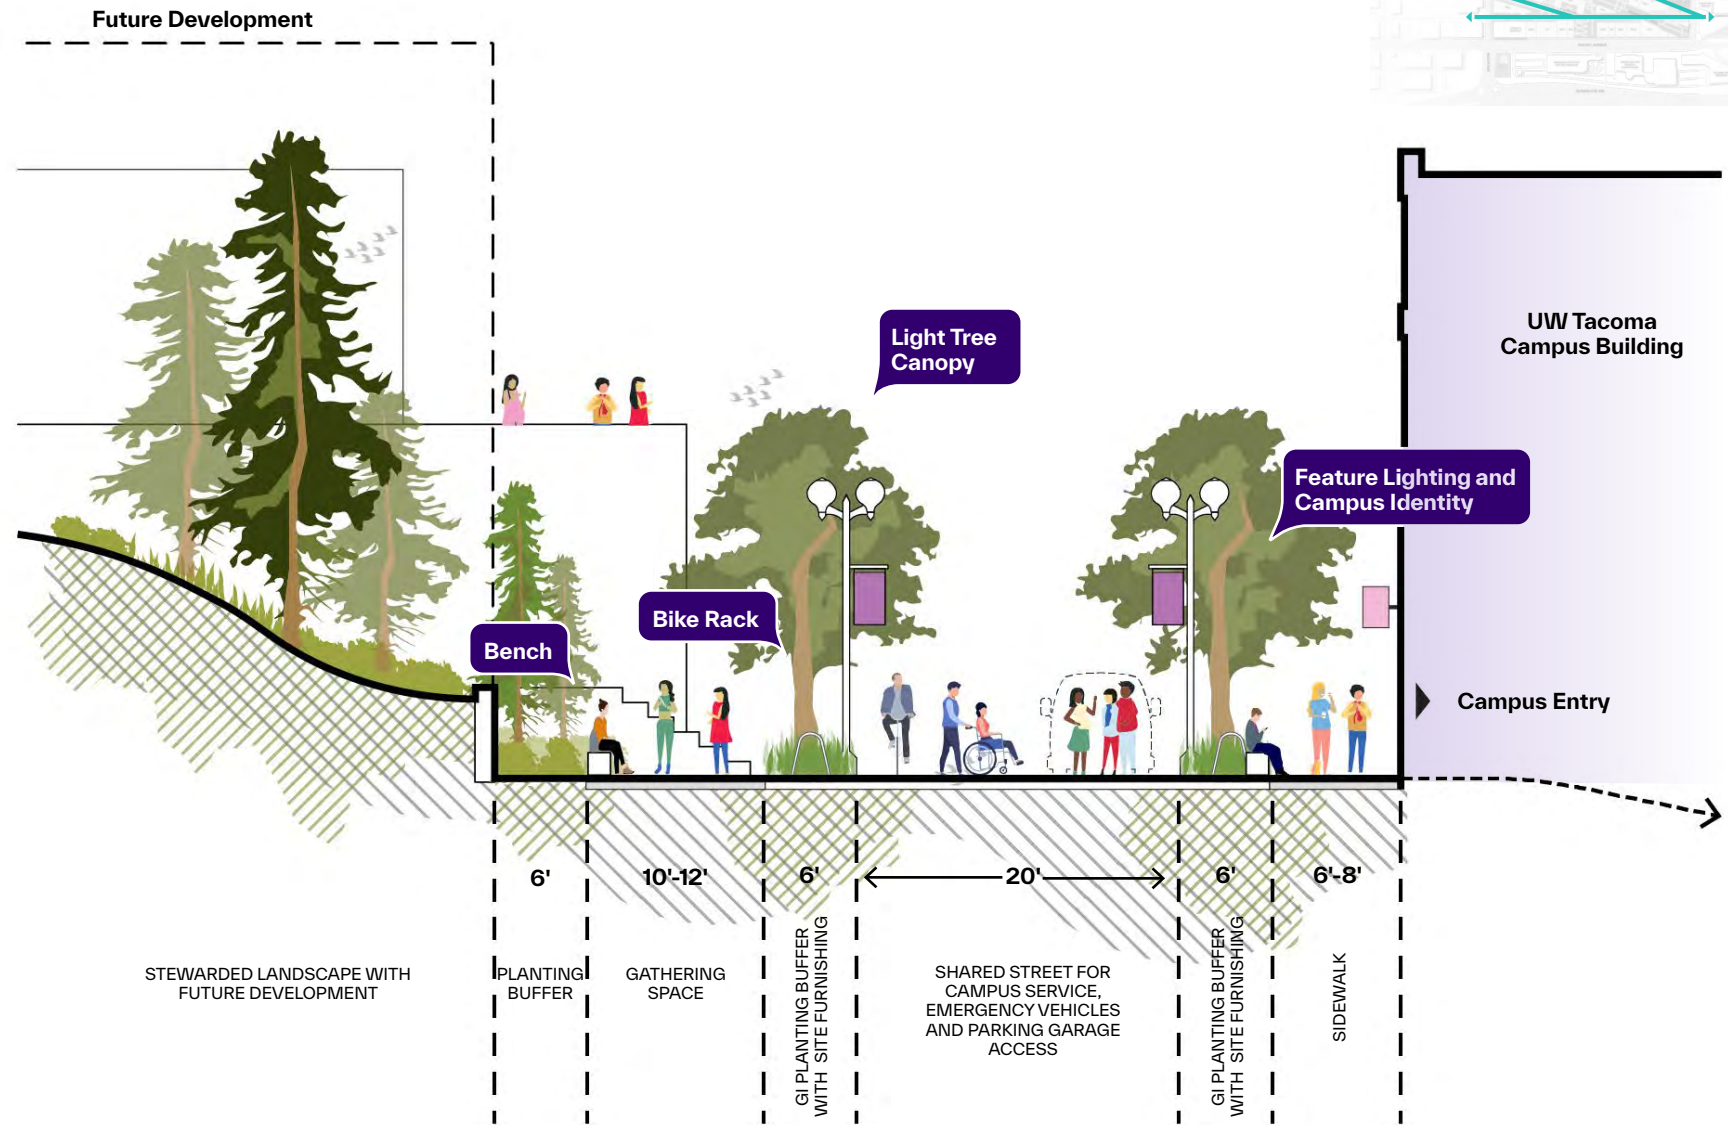 Future Development
Light Tree
Canopy
UW Tacoma
Campus Building
Feature Lighting and
Campus Identity
Bike Rack
Bench
Campus Entry
6'
10'-12'
6'
20'
6'
6'-8'
STEWARDED LANDSCAPE WITH
FUTURE DEVELOPMENT
PLANTING
BUFFER
GATHERING
SPACE
GI PLANTING BUFFER
WITH SITE FURNISHING
SHARED STREET FOR
CAMPUS SERVICE,
EMERGENCY VEHICLES
AND PARKING GARAGE
ACCESS
GI PLANTING BUFFER
WITH SITE FURNISHING
SIDEWALK